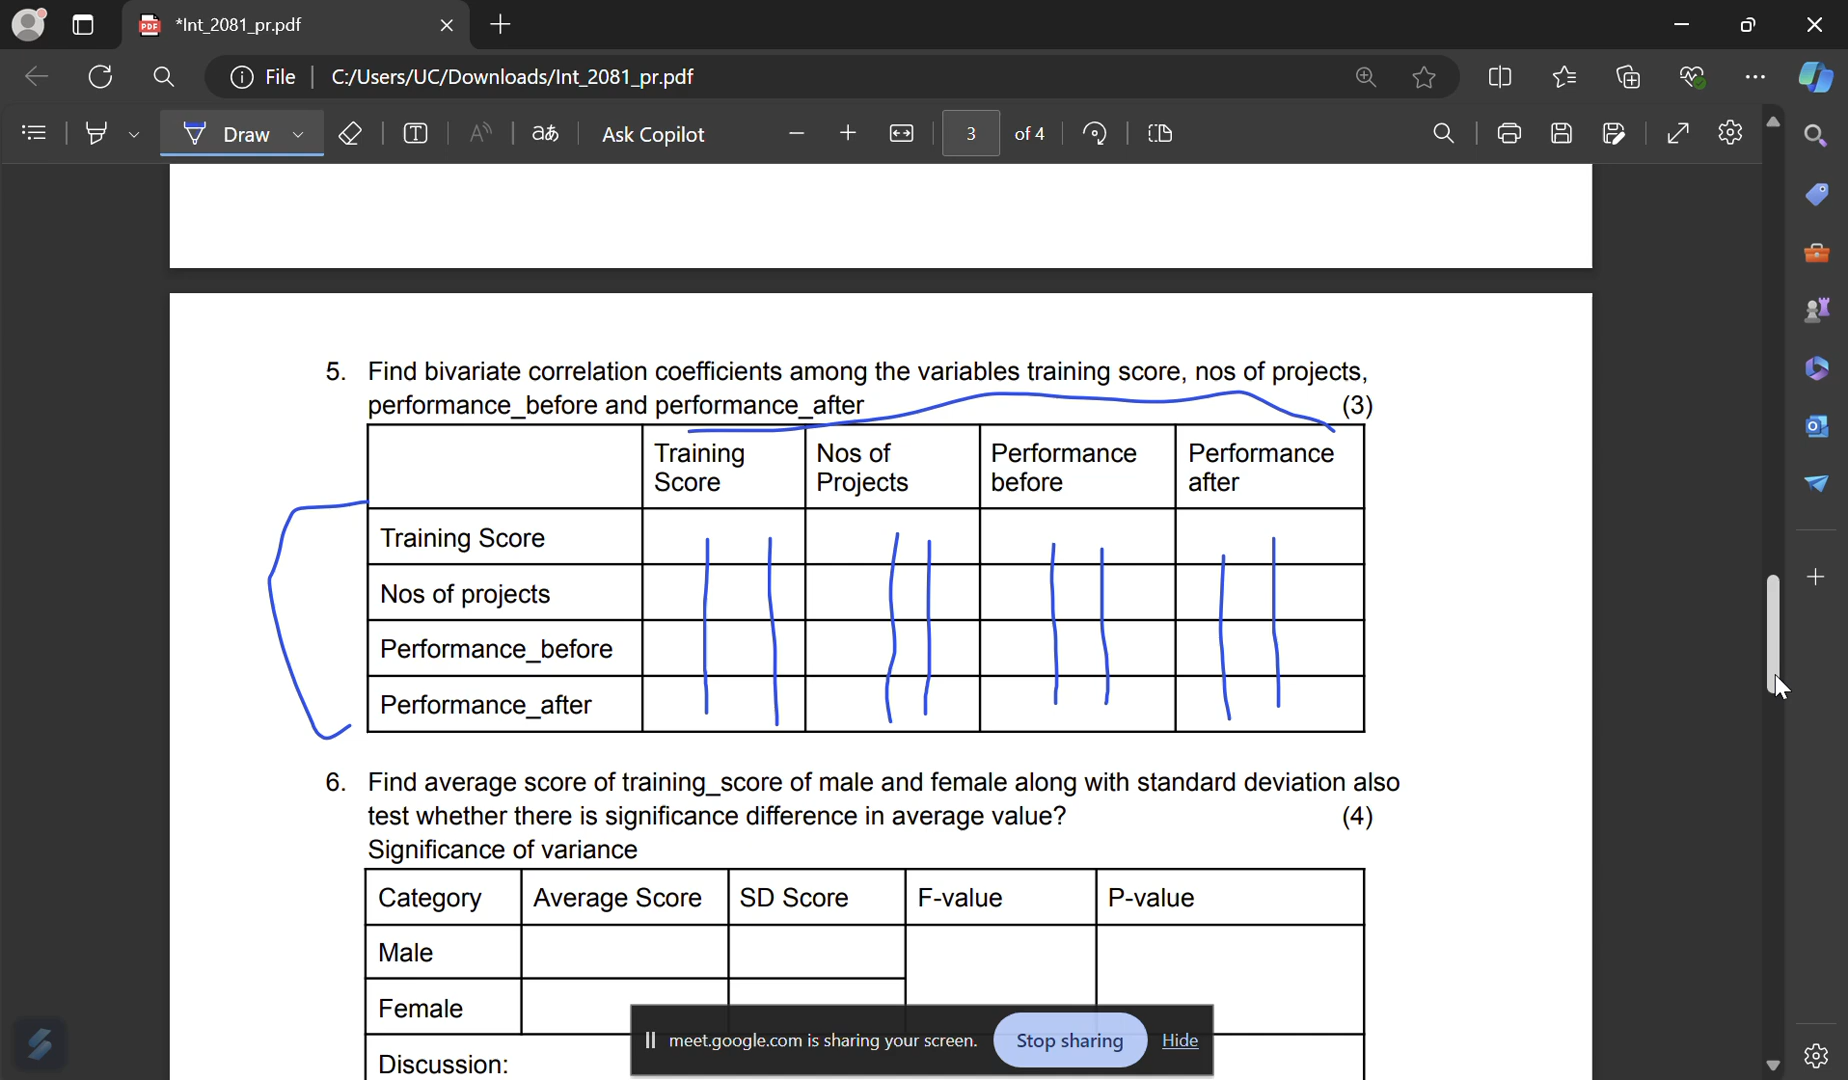 *Int_2081_pr.pdf
File C:/Users/UC/Downloads/Int_2081_pr.pdf
Draw T A aあ Ask Copilot 3 of 4
5. Find bivariate correlation coefficients among the variables training score, nos of projects,
performance_before and performance_after (3)
Training Score Nos of Projects Performance before Performance after
Training Score
Nos of projects
Performance_before
Performance_after
6. Find average score of training_score of male and female along with standard deviation also
test whether there is significance difference in average value? (4)
Significance of variance
Category Average Score SD Score F-value P-value
Male
Female
Discussion:
meet.google.com is sharing your screen. Stop sharing Hide